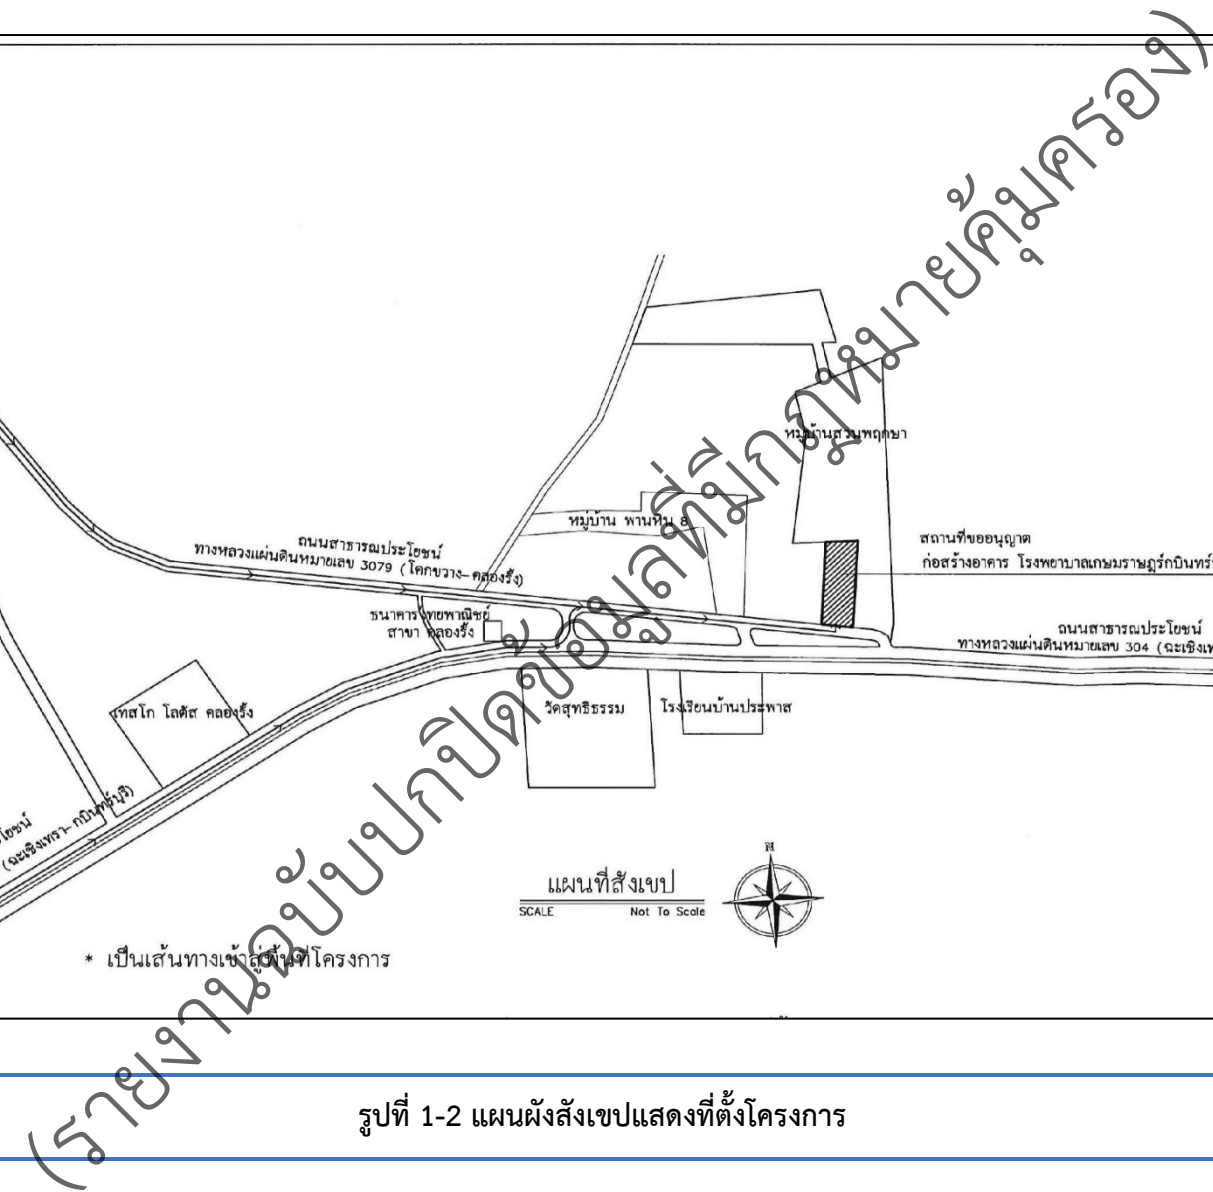 (รายงานฉบับปกปิดข้อมูลที่มีกฎหมายคุ้มครอง)
หมู่บ้านสวนพฤกษา
หมู่บ้าน พานหิน 8
สถานที่ขออนุญาต
ก่อสร้างอาคาร โรงพยาบาลเกษมราษฎร์กบินทร์
ถนนสาธารณประโยชน์
ทางหลวงแผ่นดินหมายเลข 3079 (โคกขวาง-คลองรั้ง)
ธนาคารไทยพาณิชย์
สาขา คลองรั้ง
ถนนสาธารณประโยชน์
ทางหลวงแผ่นดินหมายเลข 304 (ฉะเชิงเท
เทสโก โลตัส คลองรั้ง
วัดสุทธิธรรม
โรงเรียนบ้านประพาส
โยชน์
(ฉะเชิงเทรา-กบินทร์บุรี)
N
แผนที่สังเขป
SCALE Not To Scale
* เป็นเส้นทางเข้าสู่พื้นที่โครงการ
รูปที่ 1-2 แผนผังสังเขปแสดงที่ตั้งโครงการ